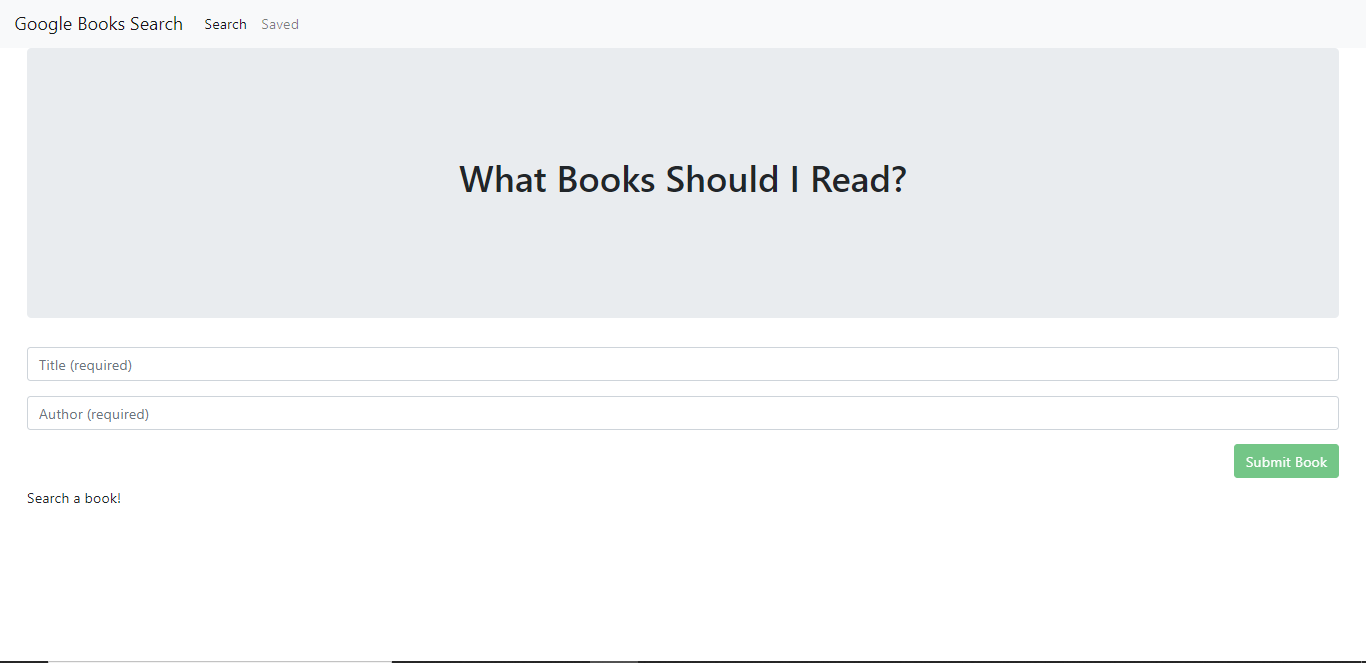 Google Books Search Search Saved
What Books Should I Read?
Title (required)
Author (required)
Submit Book
Search a book!